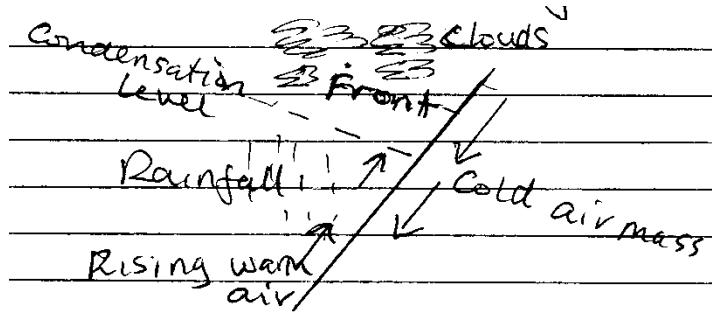 Clouds
Condensation
Level
Front
Rainfall
Cold air mass
Rising warm
air